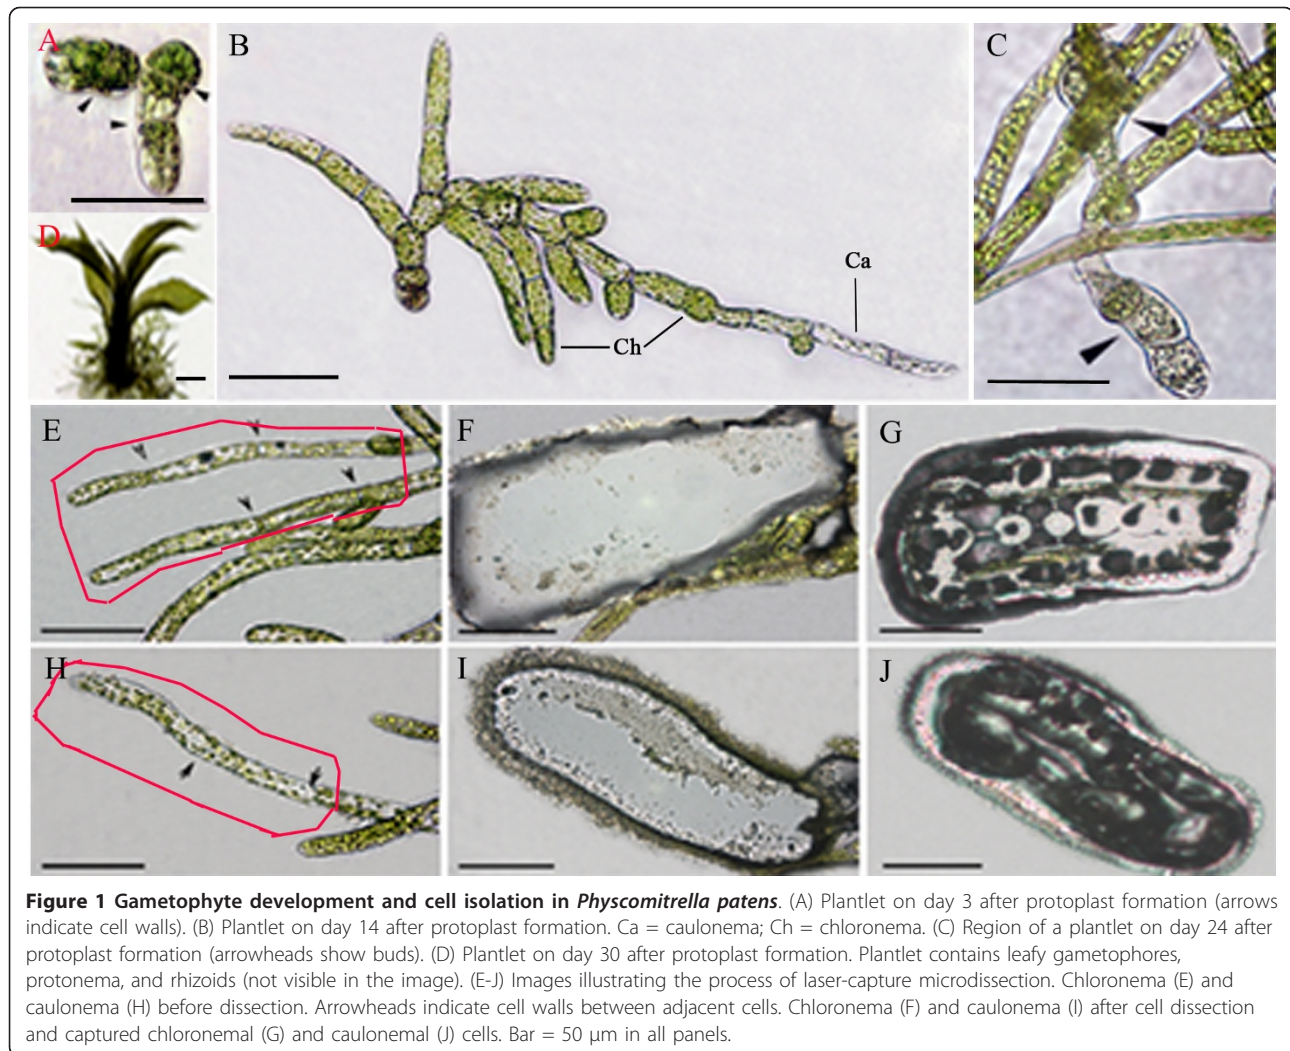 A
B
C
D
Ca
Ch
E
F
G
H
I
J
Figure 1 Gametophyte development and cell isolation in Physcomitrella patens. (A) Plantlet on day 3 after protoplast formation (arrows
indicate cell walls). (B) Plantlet on day 14 after protoplast formation. Ca = caulonema; Ch = chloronema. (C) Region of a plantlet on day 24 after
protoplast formation (arrowheads show buds). (D) Plantlet on day 30 after protoplast formation. Plantlet contains leafy gametophores,
protonema, and rhizoids (not visible in the image). (E-J) Images illustrating the process of laser-capture microdissection. Chloronema (E) and
caulonema (H) before dissection. Arrowheads indicate cell walls between adjacent cells. Chloronema (F) and caulonema (I) after cell dissection
and captured chloronemal (G) and caulonemal (J) cells. Bar = 50 μm in all panels.